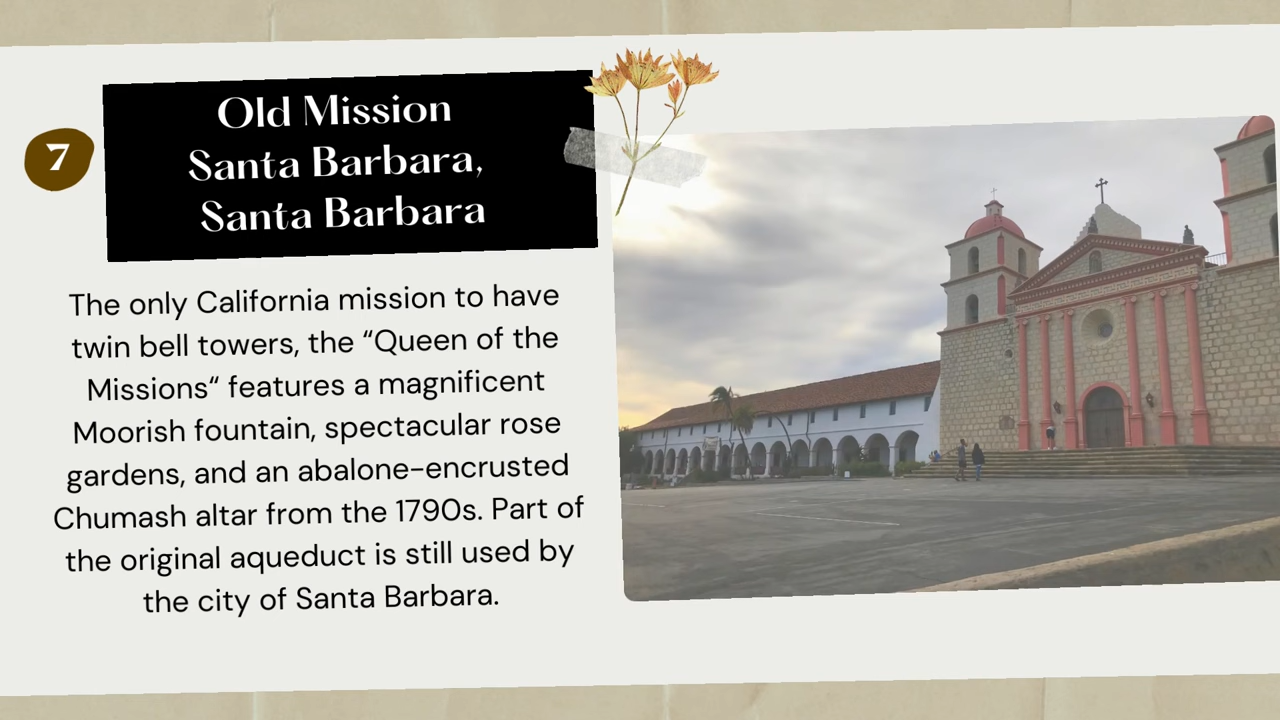 7
Old Mission
Santa Barbara,
Santa Barbara
The only California mission to have
twin bell towers, the “Queen of the
Missions“ features a magnificent
Moorish fountain, spectacular rose
gardens, and an abalone-encrusted
Chumash altar from the 1790s. Part of
the original aqueduct is still used by
the city of Santa Barbara.